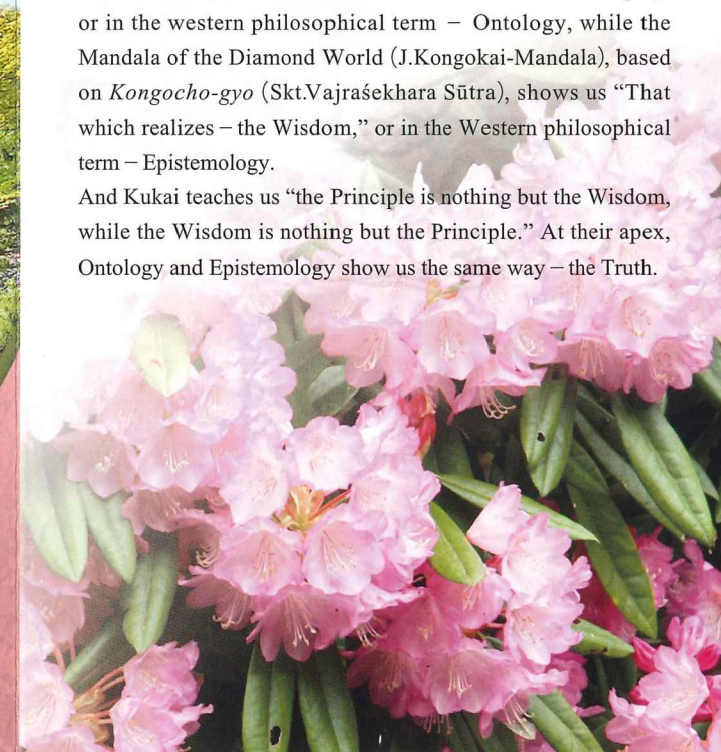 or in the western philosophical term – Ontology, while the
Mandala of the Diamond World (J.Kongokai-Mandala), based
on Kongocho-gyo (Skt.Vajraśekhara Sūtra), shows us “That
which realizes – the Wisdom,” or in the Western philosophical
term – Epistemology.
And Kukai teaches us “the Principle is nothing but the Wisdom,
while the Wisdom is nothing but the Principle.” At their apex,
Ontology and Epistemology show us the same way – the Truth.